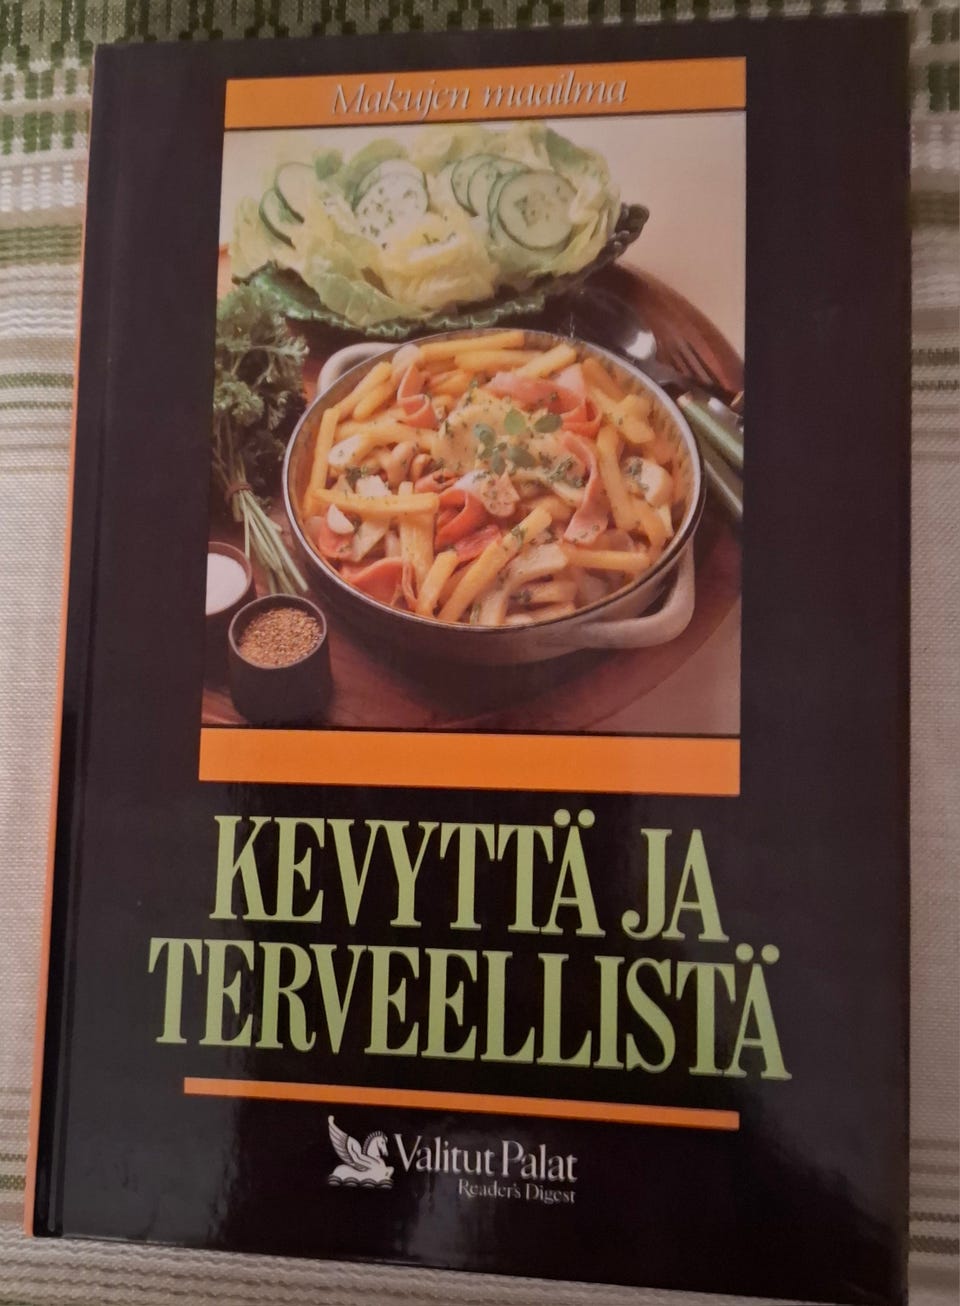 Makujen maailma
KEVYTTÄ JA
TERVEELLISTÄ
Valitut Palat
Reader's Digest